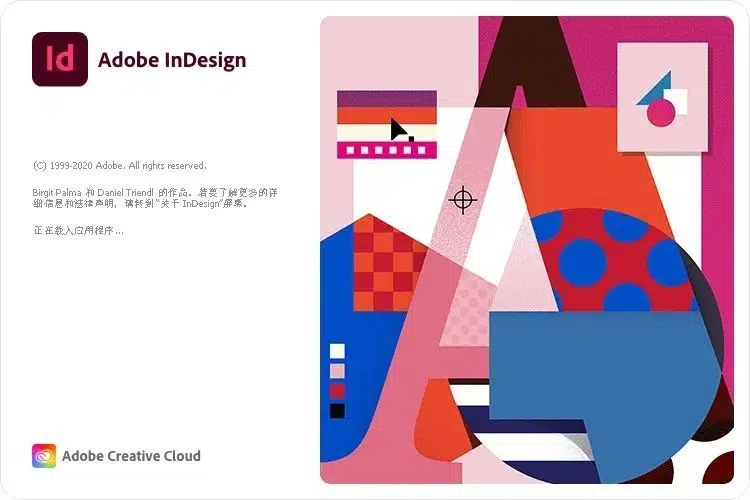 Id
Adobe InDesign
(C) 1999-2020 Adobe. All rights reserved.
Birgit Palma 和 Daniel Triendl 的作品。若要了解更多的详
细信息和法律声明，请转到“关于 InDesign”屏幕。
正在载入应用程序...
Adobe Creative Cloud